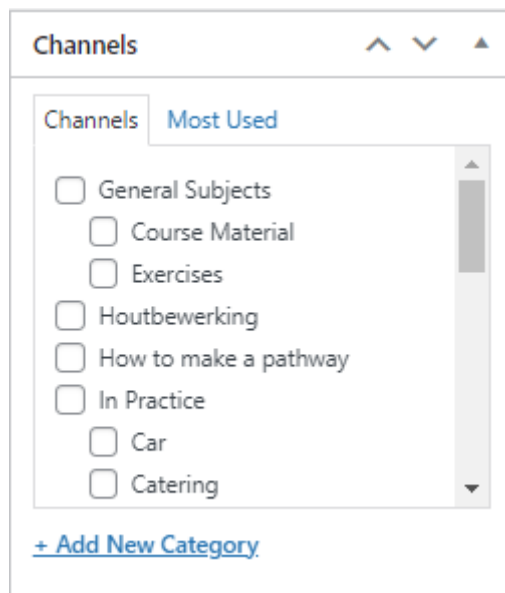 Channels
Channels Most Used
General Subjects
Course Material
Exercises
Houtbewerking
How to make a pathway
In Practice
Car
Catering
+ Add New Category